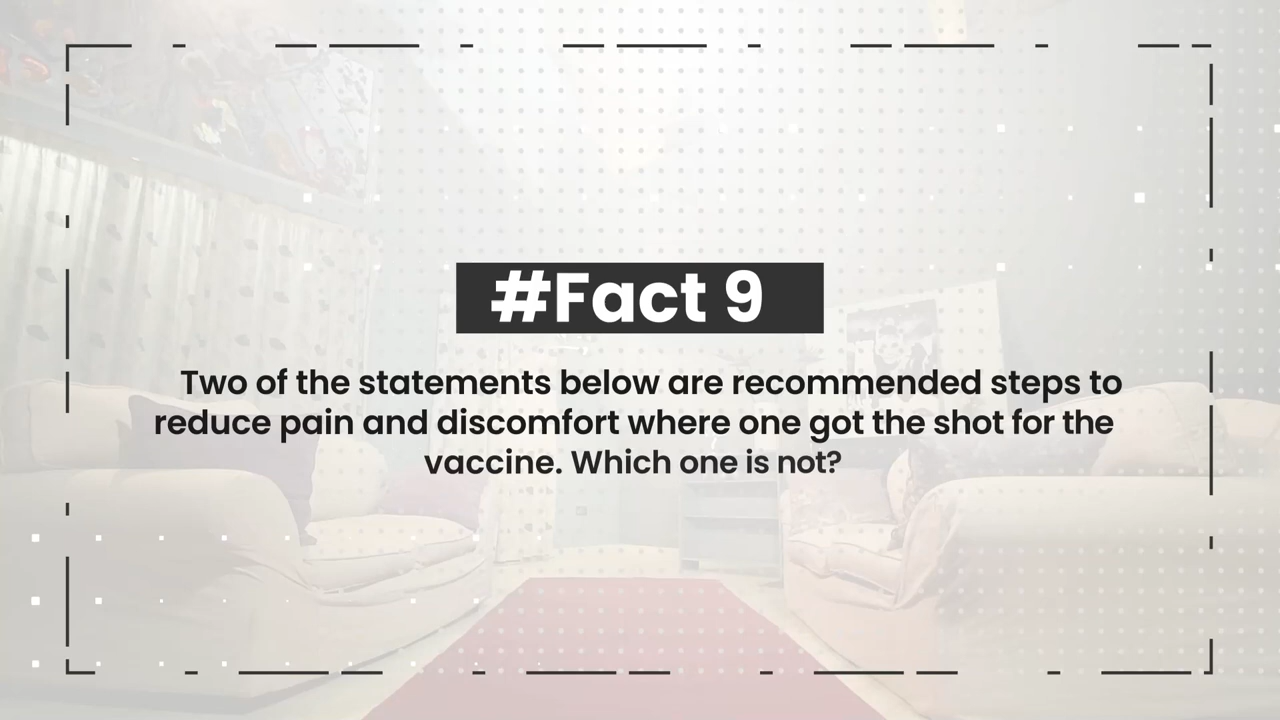 #Fact 9
Two of the statements below are recommended steps to
reduce pain and discomfort where one got the shot for the
vaccine. Which one is not?